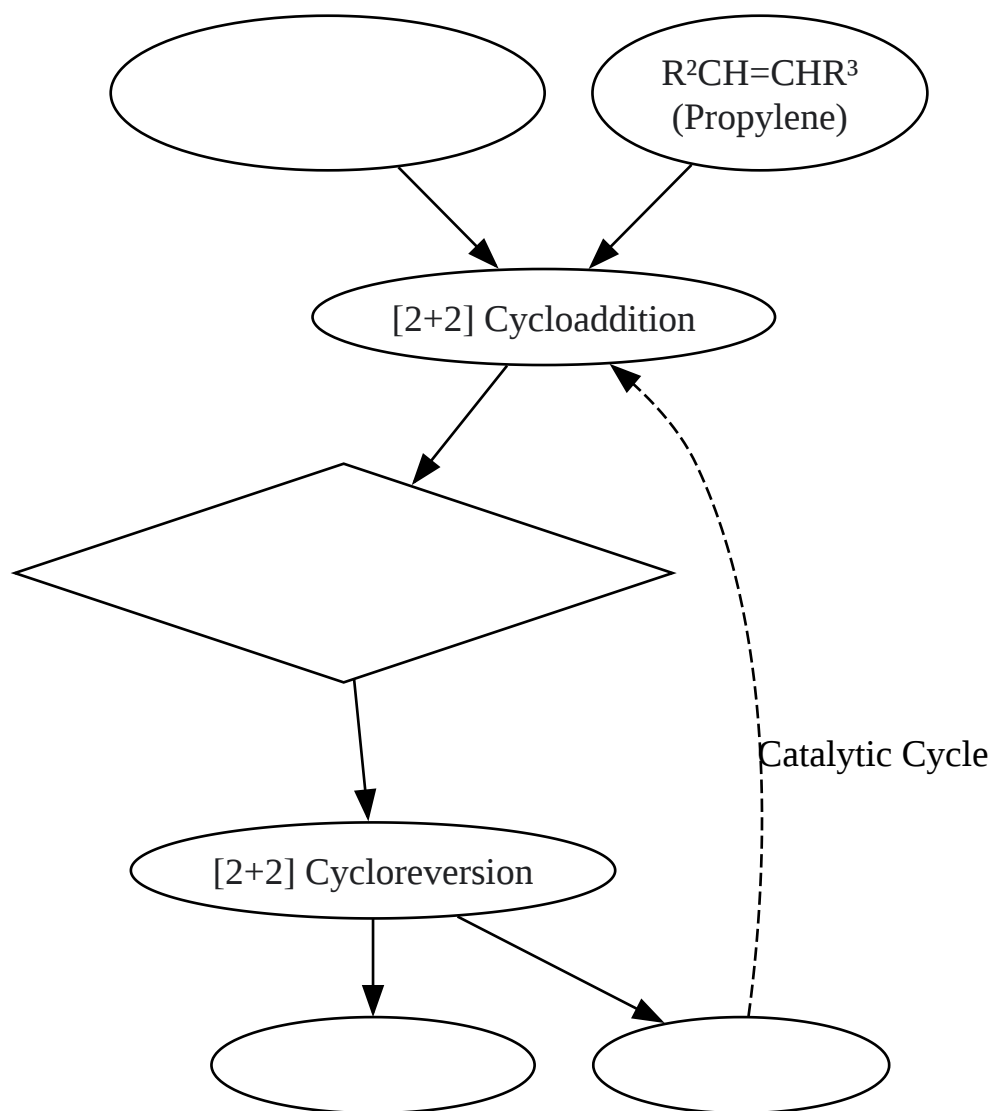 R²CH=CHR³
(Propylene)
[2+2] Cycloaddition
Catalytic Cycle
[2+2] Cycloreversion